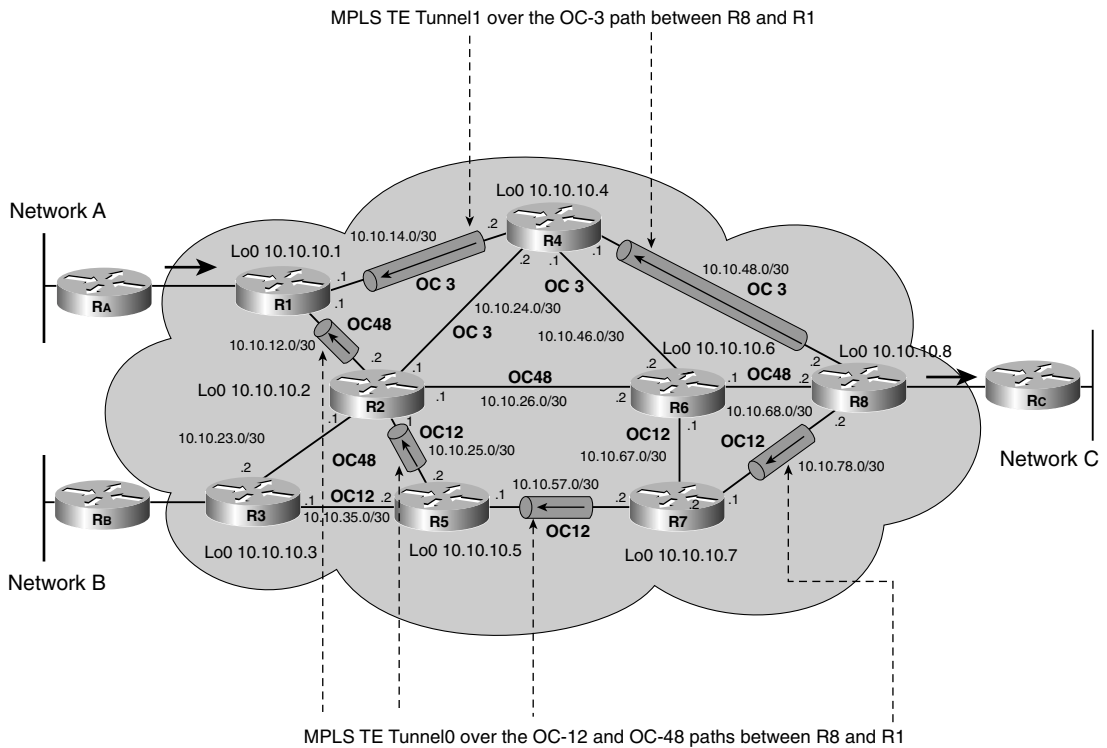 MPLS TE Tunnel1 over the OC-3 path between R8 and R1
Lo0 10.10.10.4
Network A
.2
R4
10.10.14.0/30
Lo0 10.10.10.1
.2
.1
.1
10.10.48.0/30
OC 3
RA
R1
.1
OC 3
OC 3
.1
OC48
10.10.24.0/30
OC 3
10.10.46.0/30
10.10.12.0/30
.2
.1
Lo0 10.10.10.6
Lo0 10.10.10.8
.2
.2
Lo0 10.10.10.2
R2
OC48
.1
10.10.26.0/30
.2
R6
.1
OC48
.2
R8
RC
10.10.68.0/30
.2
.1
.1
OC12
10.10.25.0/30
OC12
.1
OC12
10.10.23.0/30
OC48
10.10.67.0/30
10.10.78.0/30
Network C
.2
.2
RB
R3
.1
OC12
10.10.35.0/30
.2
R5
.1
10.10.57.0/30
OC12
.2
R7
.2
.1
Lo0 10.10.10.3
Lo0 10.10.10.5
Lo0 10.10.10.7
Network B
MPLS TE Tunnel0 over the OC-12 and OC-48 paths between R8 and R1